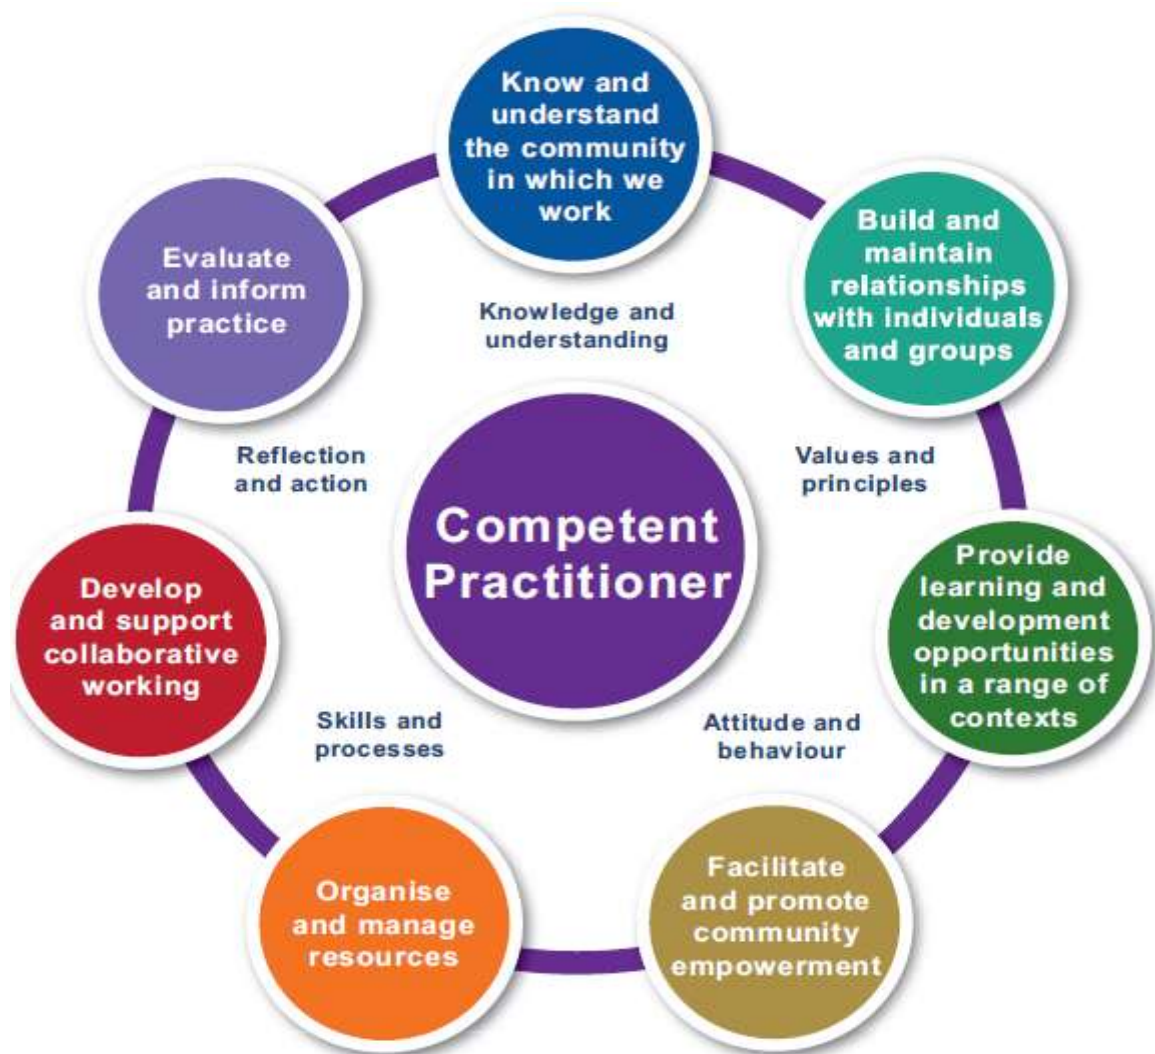 Know and
understand
the community
in which we
work
Build and
maintain
relationships
with individuals
and groups
Provide
learning and
development
opportunities
in a range of
contexts
Facilitate
and promote
community
empowerment
Organise
and manage
resources
Develop
and support
collaborative
working
Evaluate
and inform
practice
Knowledge and
understanding
Values and
principles
Attitude and
behaviour
Skills and
processes
Reflection
and action
Competent
Practitioner